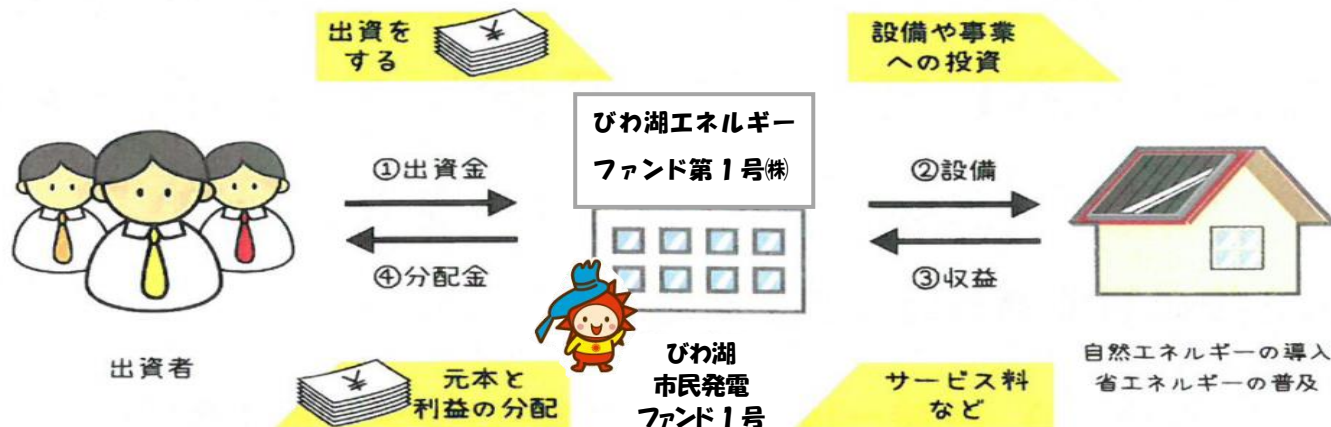 出資を
する
設備や事業
への投資
びわ湖エネルギー
ファンド第1号㈱
①出資金
②設備
④分配金
③収益
出資者
元本と
利益の分配
びわ湖
市民発電
ファンド1号
サービス料
など
自然エネルギーの導入
省エネルギーの普及